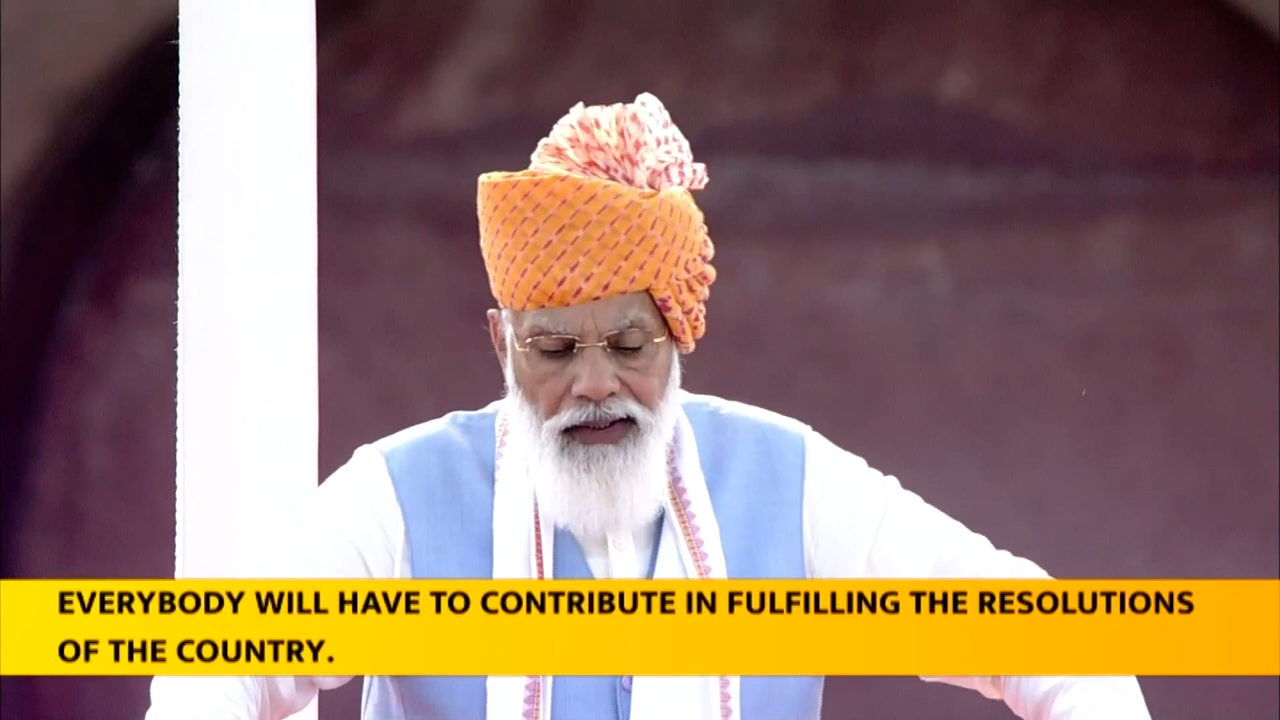 EVERYBODY WILL HAVE TO CONTRIBUTE IN FULFILLING THE RESOLUTIONS
OF THE COUNTRY.